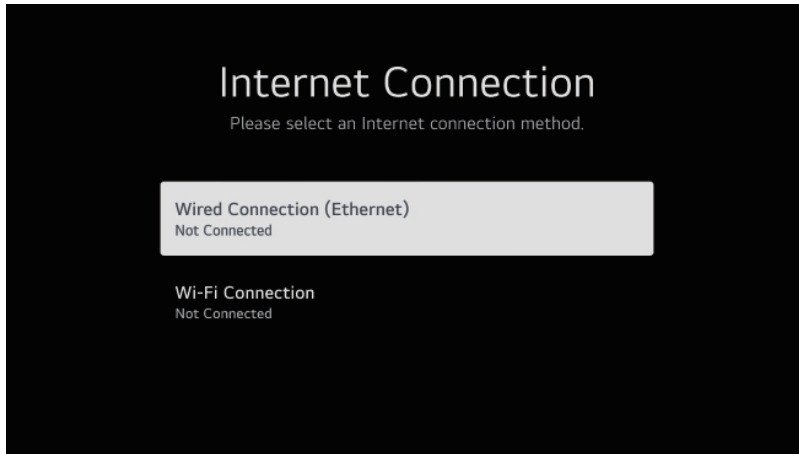 Internet Connection
Please select an Internet connection method.
Wired Connection (Ethernet)
Not Connected
Wi-Fi Connection
Not Connected